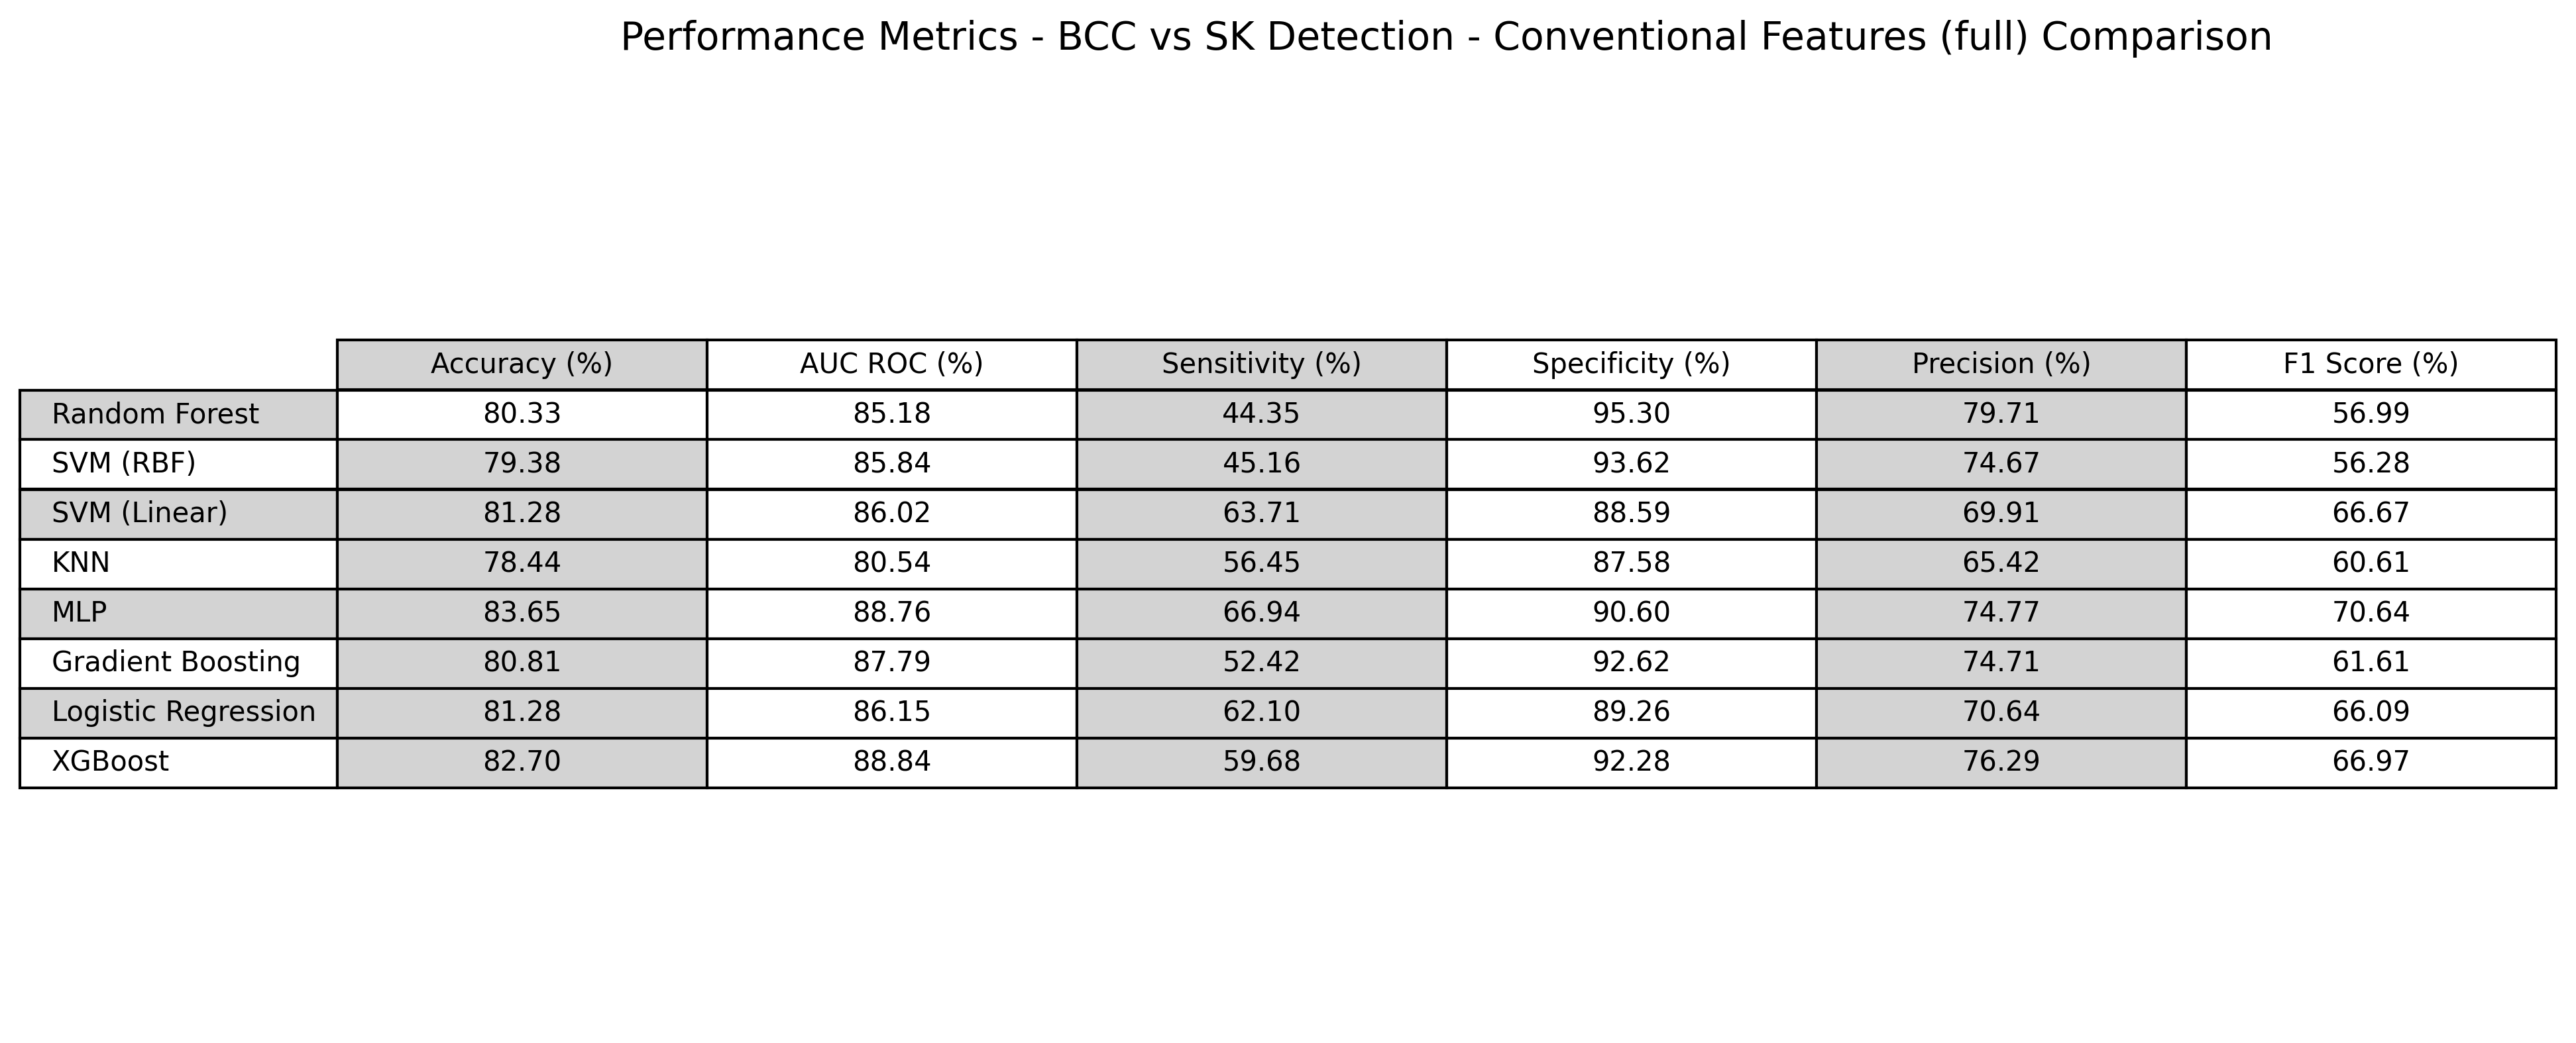 Performance Metrics - BCC vs SK Detection - Conventional Features (full) Comparison
Accuracy (%) AUC ROC (%) Sensitivity (%) Specificity (%) Precision (%) F1 Score (%)
Random Forest 80.33 85.18 44.35 95.30 79.71 56.99
SVM (RBF) 79.38 85.84 45.16 93.62 74.67 56.28
SVM (Linear) 81.28 86.02 63.71 88.59 69.91 66.67
KNN 78.44 80.54 56.45 87.58 65.42 60.61
MLP 83.65 88.76 66.94 90.60 74.77 70.64
Gradient Boosting 80.81 87.79 52.42 92.62 74.71 61.61
Logistic Regression 81.28 86.15 62.10 89.26 70.64 66.09
XGBoost 82.70 88.84 59.68 92.28 76.29 66.97